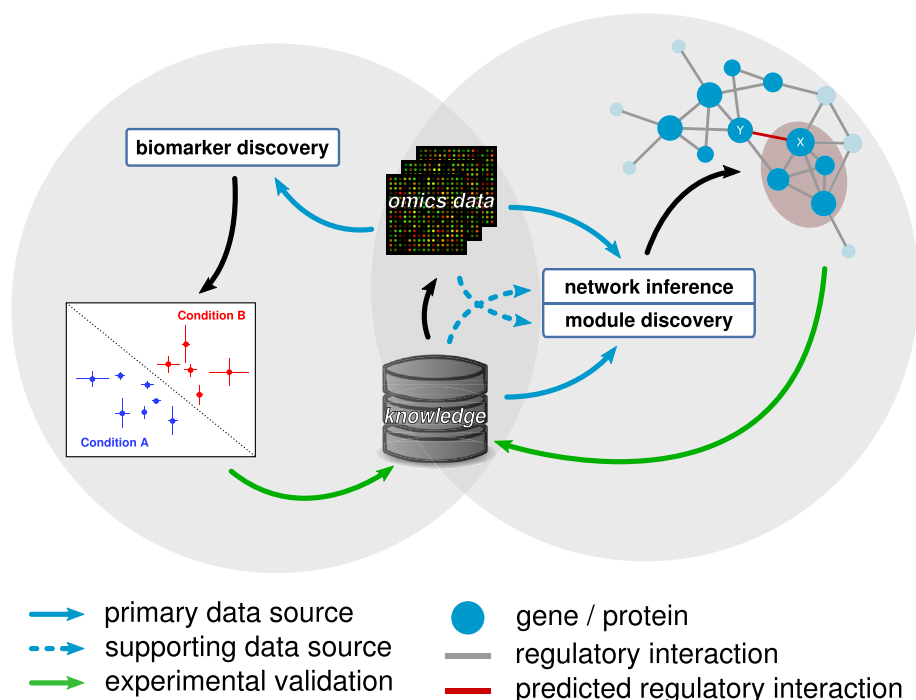 biomarker discovery
omics data
Y
X
network inference
module discovery
Condition B
Condition A
knowledge
primary data source
supporting data source
experimental validation
gene / protein
regulatory interaction
predicted regulatory interaction